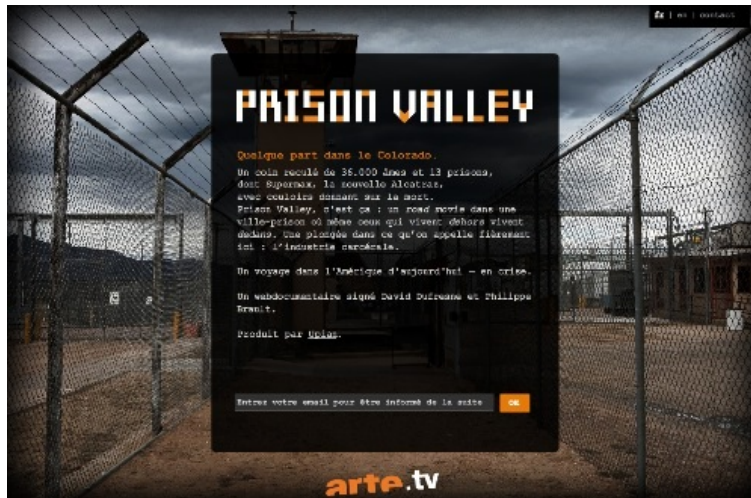 fr | en | contact
PRISON VALLEY
Quelque part dans le Colorado.
Un coin reculé de 36.000 âmes et 13 prisons,
dont Supermax, la nouvelle Alcatraz,
avec couloirs donnant sur la mort.
Prison Valley, c'est ça : un road movie dans une
ville-prison où même ceux qui vivent dehors vivent
dedans. Une plongée dans ce qu'on appelle fièrement
ici : l'industrie carcérale.
Un voyage dans l'Amérique d'aujourd'hui – en crise.
Un webdocumentaire signé David Dufresne et Philippe
Brault.
Produit par Upian.
Entrez votre email pour être informé de la suite
OK
arte.tv